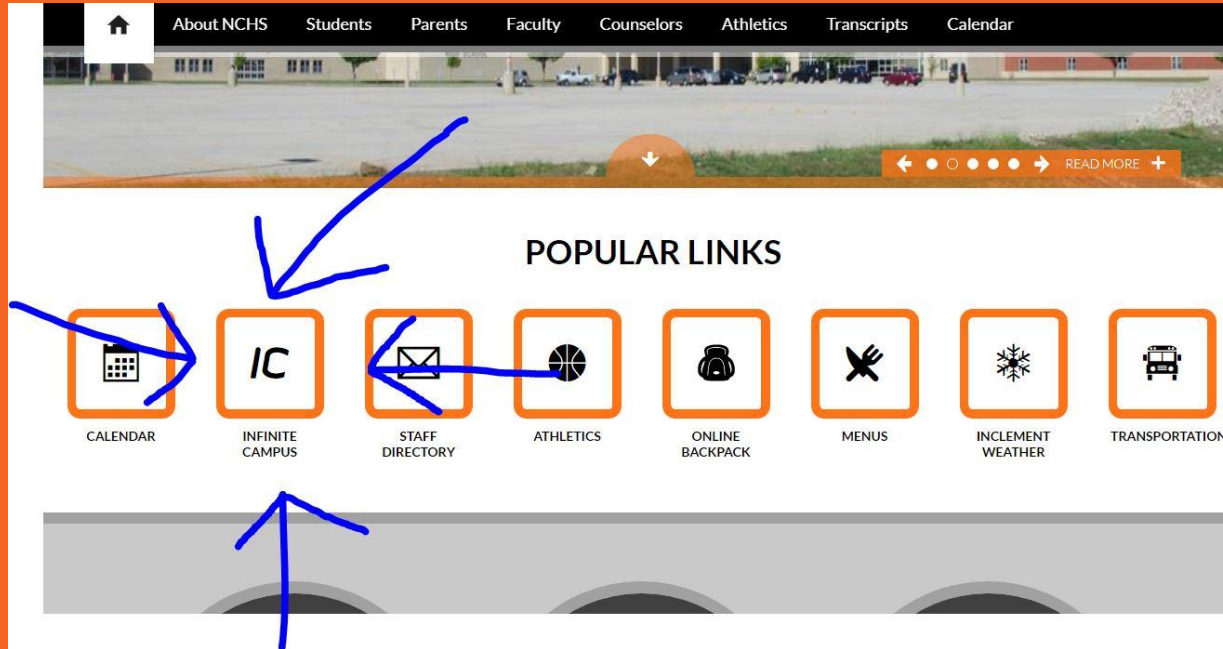 About NCHS Students Parents Faculty Counselors Athletics Transcripts Calendar
READ MORE +
POPULAR LINKS
IC
CALENDAR
INFINITE
CAMPUS
STAFF
DIRECTORY
ATHLETICS
ONLINE
BACKPACK
MENUS
INCLEMENT
WEATHER
TRANSPORTATION